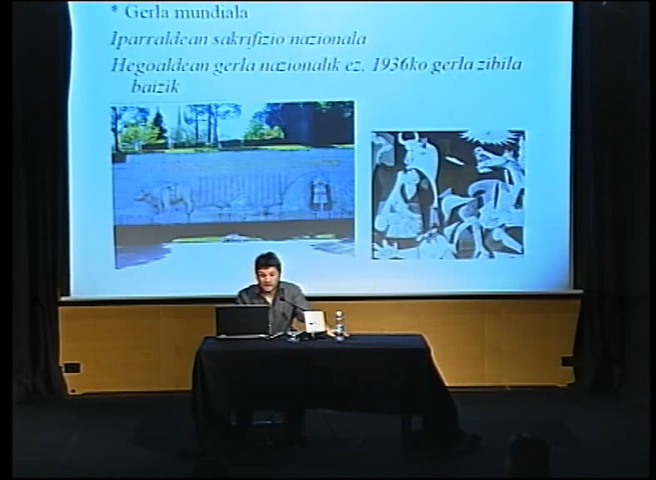 * Gerla mundiala
Iparraldean sakrifizio nazionala
Hegoaldean gerla nazionalik ez, 1936ko gerla zibila
baizik